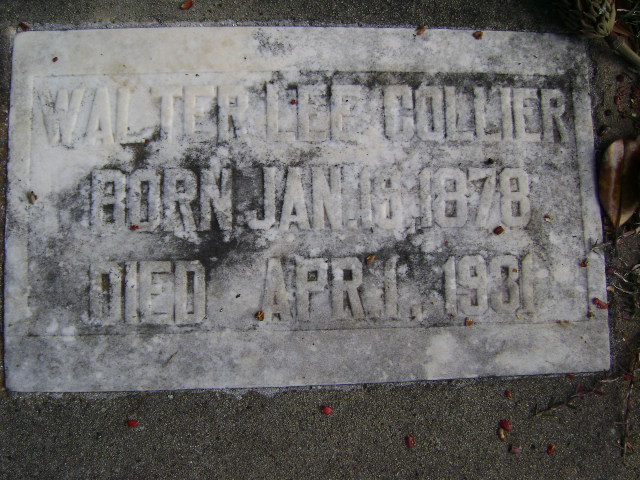 WALTER LEE COLLIER
BORN JAN. 18, 1878
DIED APR. 1, 1931